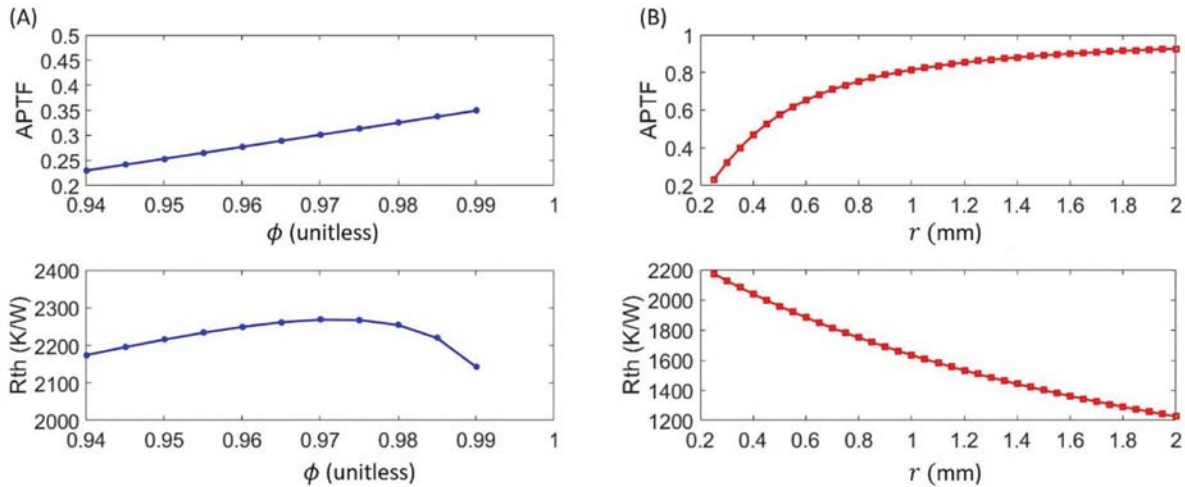 (A)
0.5
0.45
0.4
0.35
0.3
0.25
0.2
APTF
0.94 0.95 0.96 0.97 0.98 0.99 1
ϕ (unitless)
2400
2300
2200
2100
2000
Rth (K/W)
0.94 0.95 0.96 0.97 0.98 0.99 1
ϕ (unitless)
(B)
1
0.8
0.6
0.4
0.2
APTF
0.2 0.4 0.6 0.8 1 1.2 1.4 1.6 1.8 2
r (mm)
2200
2000
1800
1600
1400
1200
Rth (K/W)
0.2 0.4 0.6 0.8 1 1.2 1.4 1.6 1.8 2
r (mm)